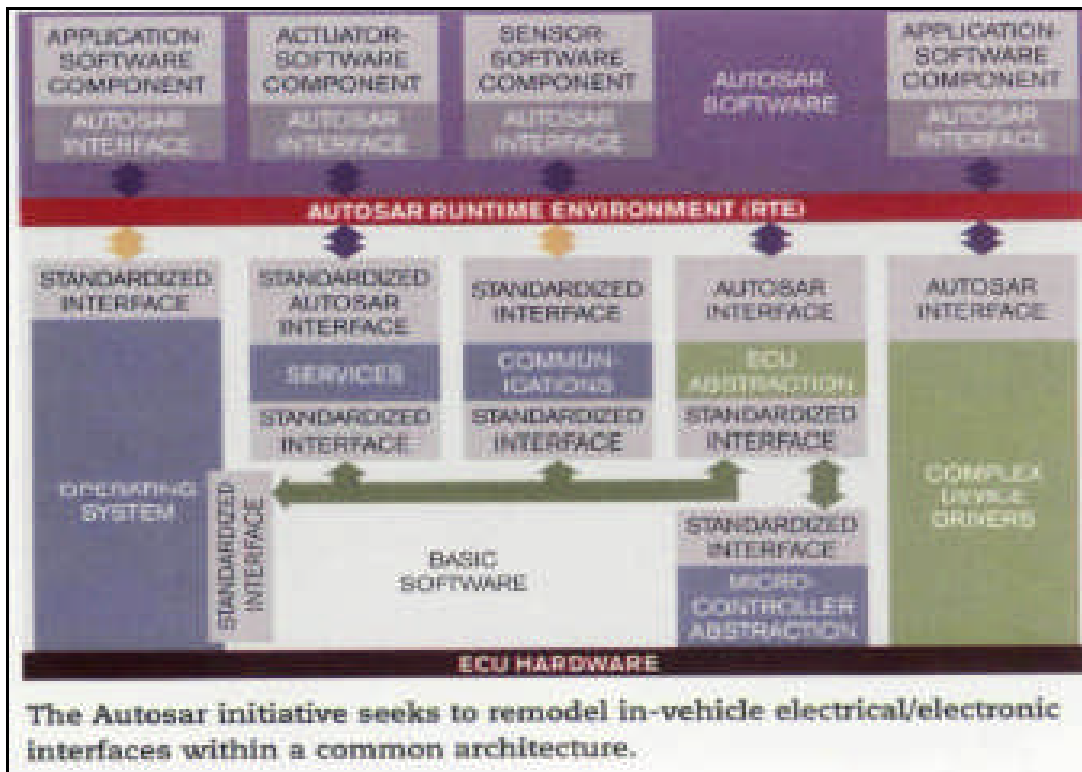 APPLICATION
SOFTWARE
COMPONENT
AUTOSAR
INTERFACE
ACTUATOR-
SOFTWARE
COMPONENT
AUTOSAR
INTERFACE
SENSOR-
SOFTWARE
COMPONENT
AUTOSAR
INTERFACE
AUTOSAR
SOFTWARE
APPLICATION-
SOFTWARE
COMPONENT
AUTOSAR
INTERFACE
AUTOSAR RUNTIME ENVIRONMENT (RTE)
STANDARDIZED
INTERFACE
OPERATING
SYSTEM
STANDARDIZED
INTERFACE
STANDARDIZED
AUTOSAR
INTERFACE
SERVICES
STANDARDIZED
INTERFACE
STANDARDIZED
INTERFACE
COMMUN-
ICATIONS
STANDARDIZED
INTERFACE
AUTOSAR
INTERFACE
ECU
ABSTRACTION
STANDARDIZED
INTERFACE
STANDARDIZED
INTERFACE
MICRO-
CONTROLLER
ABSTRACTION
AUTOSAR
INTERFACE
COMPLEX
DEVICE
DRIVERS
BASIC
SOFTWARE
ECU HARDWARE
The Autosar initiative seeks to remodel in-vehicle electrical/electronic
interfaces within a common architecture.